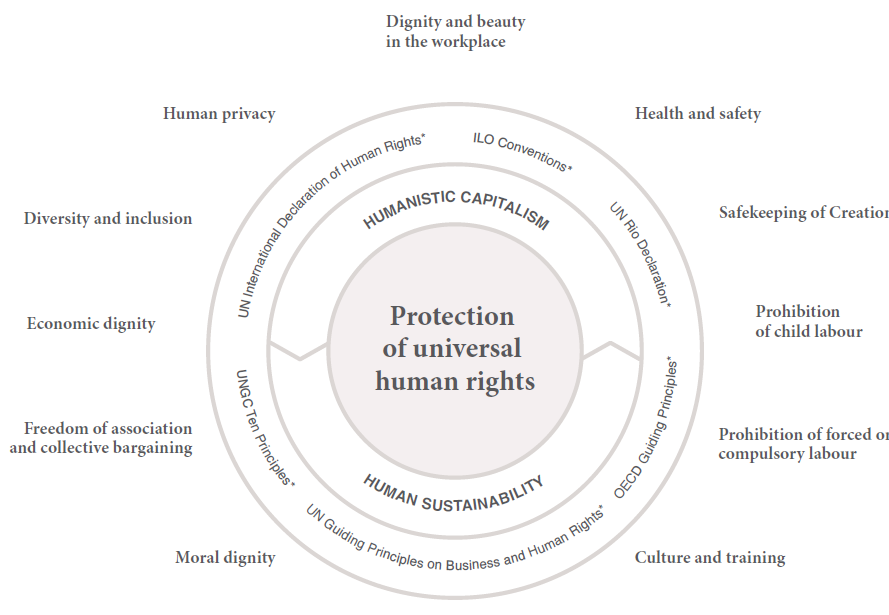 Dignity and beauty
in the workplace
Human privacy
Health and safety
UN International Declaration of Human Rights*
ILO Conventions*
HUMANISTIC CAPITALISM
UN Rio Declaration*
Diversity and inclusion
Safekeeping of Creation
Economic dignity
Prohibition
of child labour
Protection
of universal
human rights
Freedom of association
and collective bargaining
UNGC Ten Principles*
OECD Guiding Principles*
Prohibition of forced or
compulsory labour
HUMAN SUSTAINABILITY
UN Guiding Principles on Business and Human Rights*
Moral dignity
Culture and training